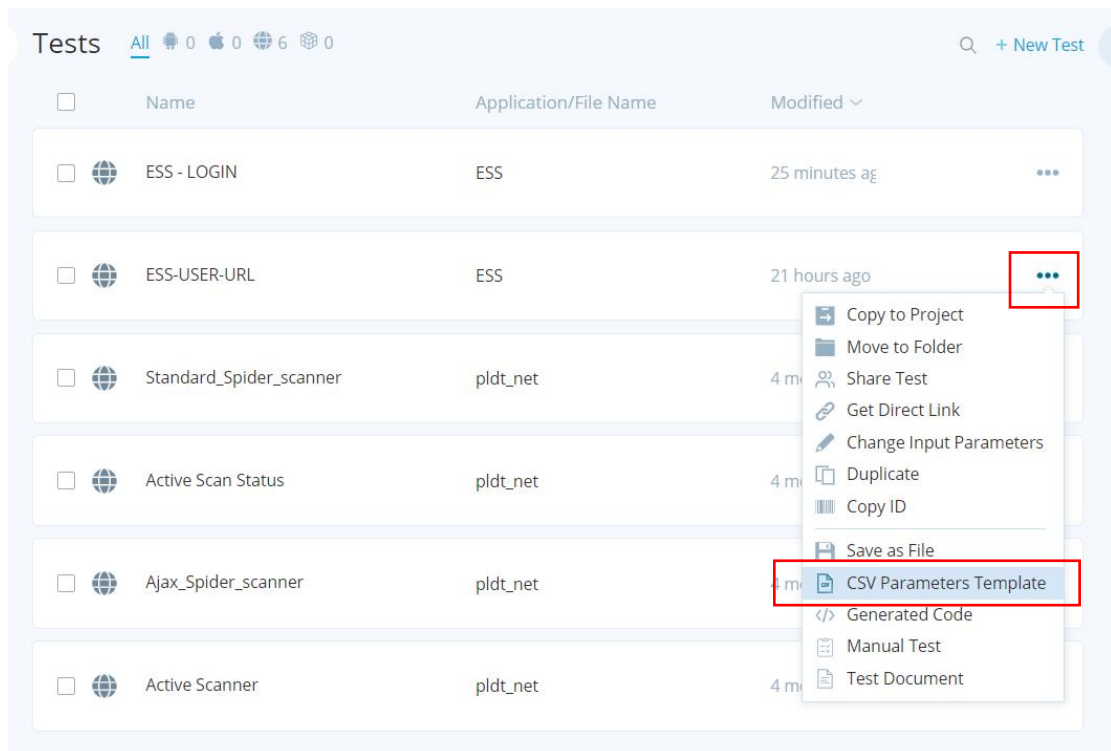 Tests All 0 0 6 0 + New Test
Name Application/File Name Modified
ESS - LOGIN ESS 25 minutes ag
ESS-USER-URL ESS 21 hours ago
Copy to Project
Move to Folder
Standard_Spider_scanner pldt_net 4 m Share Test
Get Direct Link
Change Input Parameters
Active Scan Status pldt_net 4 m Duplicate
Copy ID
Save as File
Ajax_Spider_scanner pldt_net 4 m CSV Parameters Template
Generated Code
Manual Test
Active Scanner pldt_net 4 m Test Document